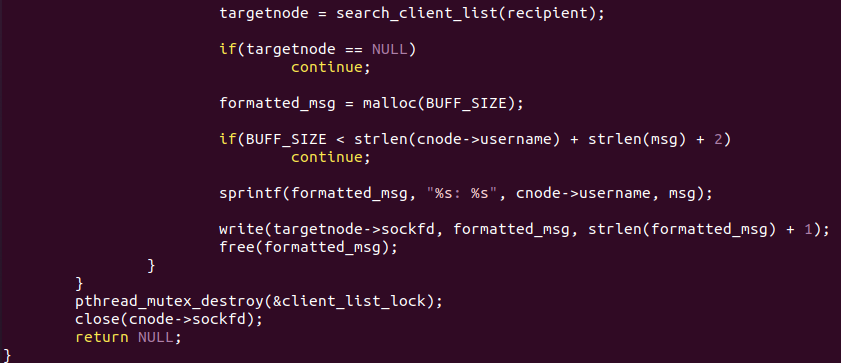 targetnode = search_client_list(recipient);
if(targetnode == NULL)
continue;
formatted_msg = malloc(BUFF_SIZE);
if(BUFF_SIZE < strlen(cnode->username) + strlen(msg) + 2)
continue;
sprintf(formatted_msg, "%s: %s", cnode->username, msg);
write(targetnode->sockfd, formatted_msg, strlen(formatted_msg) + 1);
free(formatted_msg);
}
}
pthread_mutex_destroy(&client_list_lock);
close(cnode->sockfd);
return NULL;
}